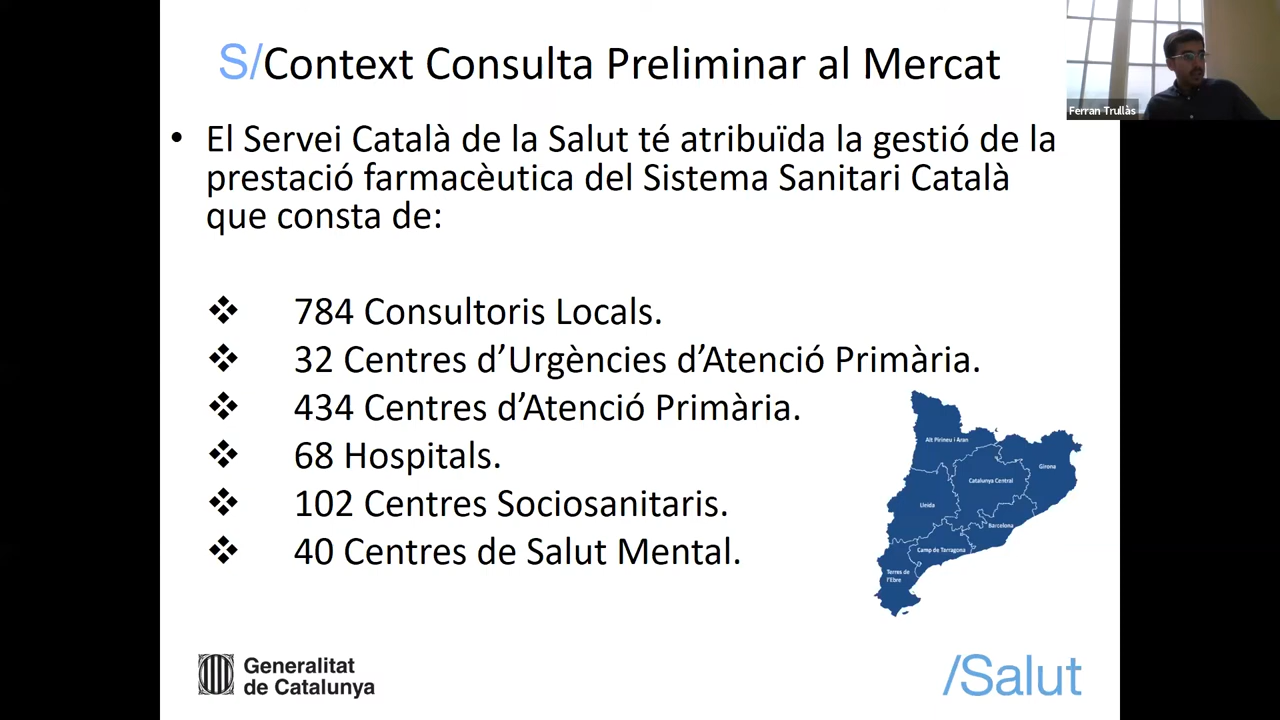 S/Context Consulta Preliminar al Mercat
Ferran Trullàs
• El Servei Català de la Salut té atribuïda la gestió de la
prestació farmacèutica del Sistema Sanitari Català
que consta de:
❖ 784 Consultoris Locals.
❖ 32 Centres d’Urgències d’Atenció Primària.
❖ 434 Centres d’Atenció Primària.
❖ 68 Hospitals.
❖ 102 Centres Sociosanitaris.
❖ 40 Centres de Salut Mental.
Alt Pirineu i Aran
Girona
Catalunya Central
Lleida
Barcelona
Camp de Tarragona
Terres de
l'Ebre
Generalitat
de Catalunya
/Salut